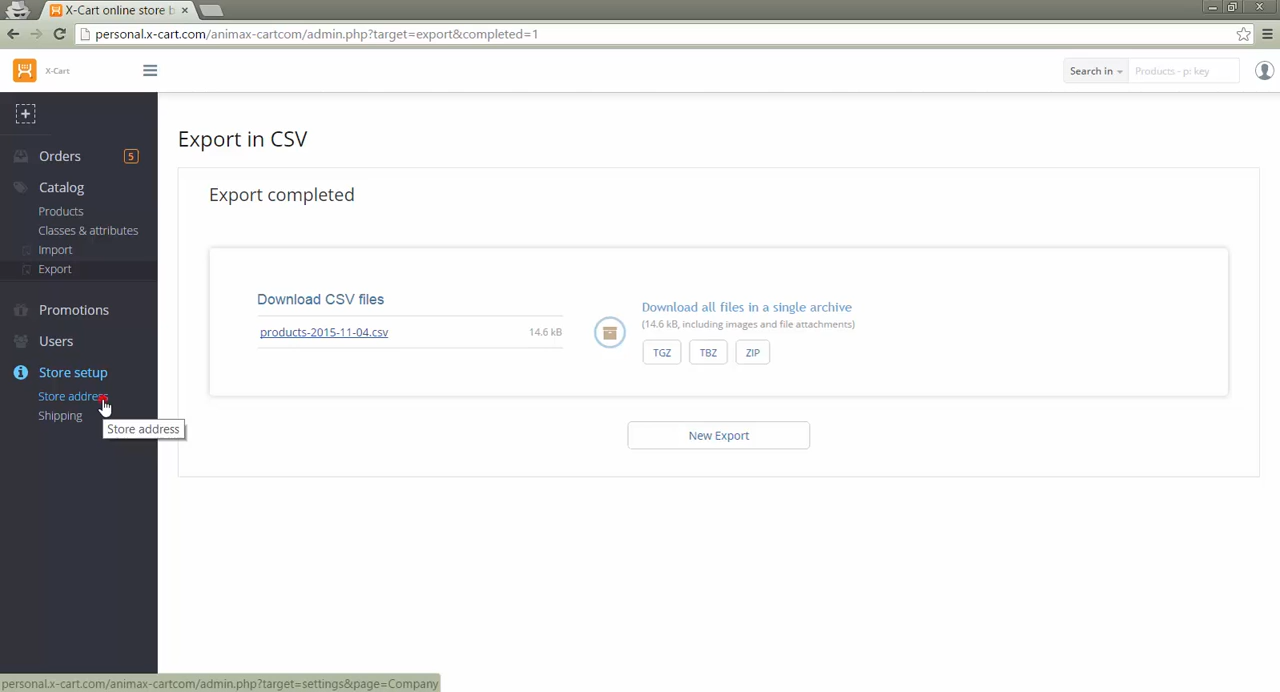 X-Cart online store b
personal.x-cart.com/animax-cartcom/admin.php?target=export&completed=1
X-Cart
Search in
Products - p: key
Orders 5
Catalog
Products
Classes & attributes
Import
Export
Promotions
Users
Store setup
Store address
Shipping
Store address
Export in CSV
Export completed
Download CSV files
products-2015-11-04.csv 14.6 kB
Download all files in a single archive
(14.6 kB, including images and file attachments)
TGZ TBZ ZIP
New Export
personal.x-cart.com/animax-cartcom/admin.php?target=settings&page=Company